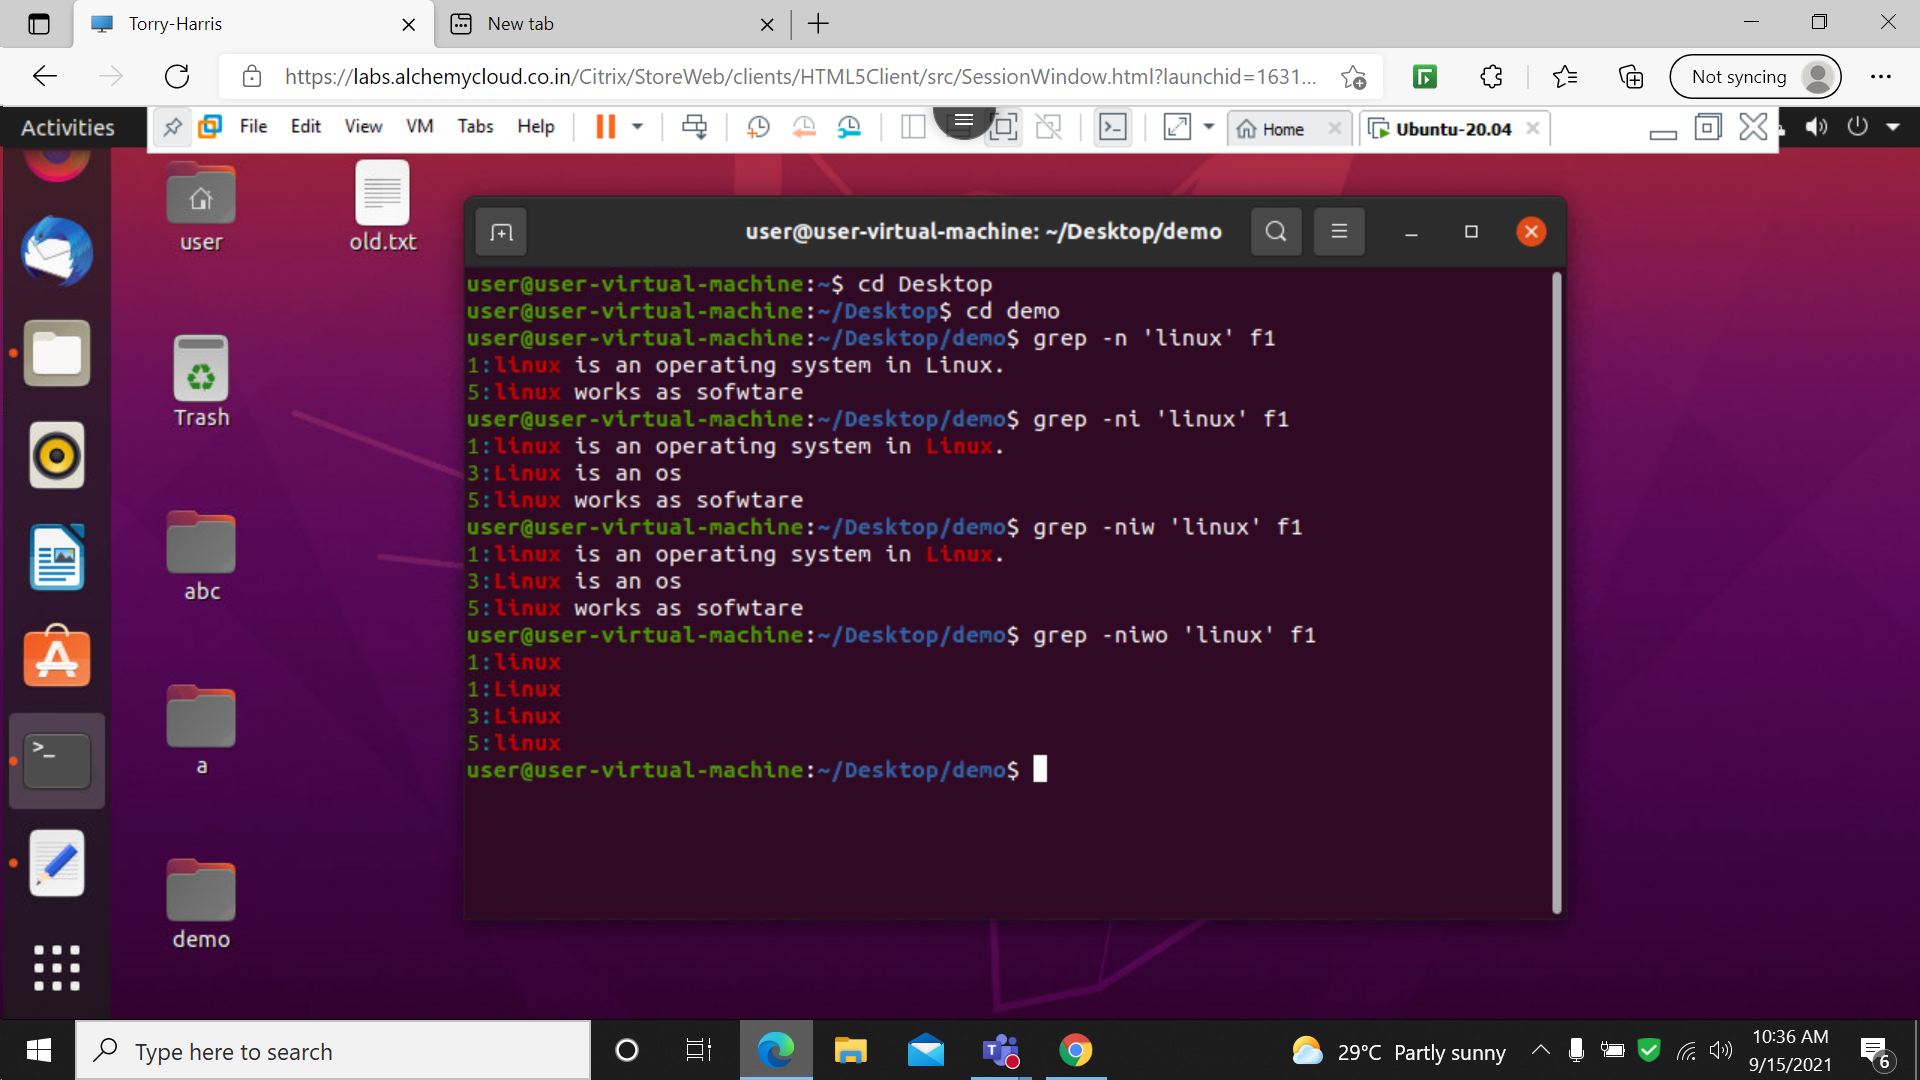 Torry-Harris
New tab
https://labs.alchemycloud.co.in/Citrix/StoreWeb/clients/HTML5Client/src/SessionWindow.html?launchid=1631...
Not syncing
Activities
File Edit View VM Tabs Help
Home
Ubuntu-20.04
user
old.txt
Trash
abc
a
demo
user@user-virtual-machine: ~/Desktop/demo
user@user-virtual-machine:~$ cd Desktop
user@user-virtual-machine:~/Desktop$ cd demo
user@user-virtual-machine:~/Desktop/demo$ grep -n 'linux' f1
1:linux is an operating system in Linux.
5:linux works as sofwtare
user@user-virtual-machine:~/Desktop/demo$ grep -ni 'linux' f1
1:linux is an operating system in Linux.
3:Linux is an os
5:linux works as sofwtare
user@user-virtual-machine:~/Desktop/demo$ grep -niw 'linux' f1
1:linux is an operating system in Linux.
3:Linux is an os
5:linux works as sofwtare
user@user-virtual-machine:~/Desktop/demo$ grep -niwo 'linux' f1
1:linux
1:Linux
3:Linux
5:linux
user@user-virtual-machine:~/Desktop/demo$
Type here to search
29°C Partly sunny
10:36 AM
9/15/2021
6